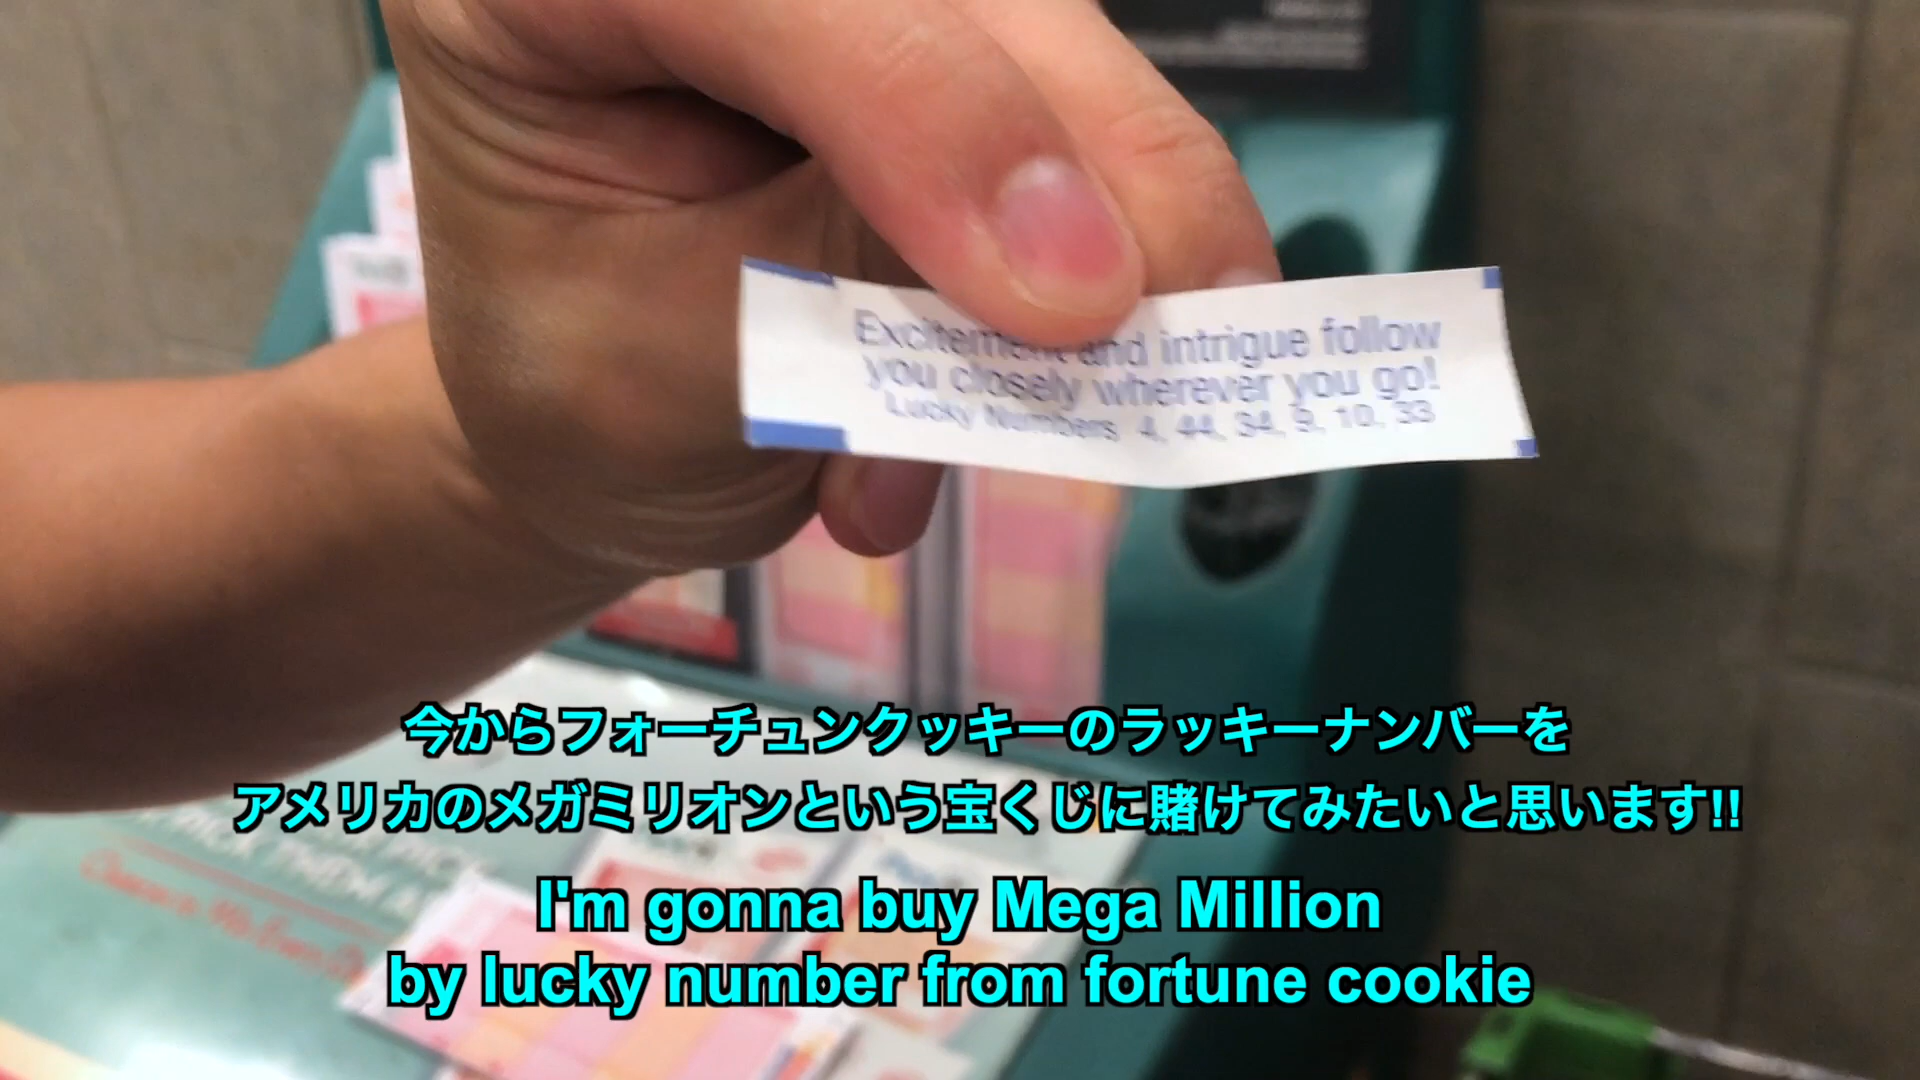 Excitement and intrigue follow
you closely wherever you go!
Lucky Numbers 4, 44, 34, 9, 10, 33
今からフォーチュンクッキーのラッキーナンバーを
アメリカのメガミリオンという宝くじに賭けてみたいと思います!!
PICK
PICK THEM
I'm gonna buy Mega Million
by lucky number from fortune cookie